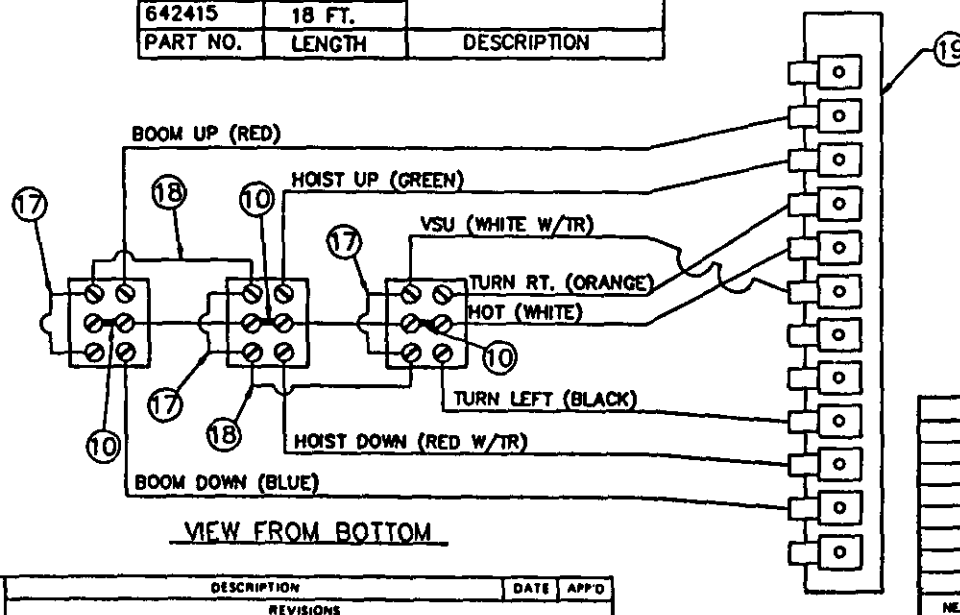 642415 18 FT.
PART NO. LENGTH DESCRIPTION
19
BOOM UP (RED)
HOIST UP (GREEN)
17
18
10
VSU (WHITE W/TR)
17
TURN RT. (ORANGE)
HOT (WHITE)
10
17
TURN LEFT (BLACK)
18
10
HOIST DOWN (RED W/TR)
BOOM DOWN (BLUE)
VIEW FROM BOTTOM
DESCRIPTION DATE APP'D
REVISIONS
NE